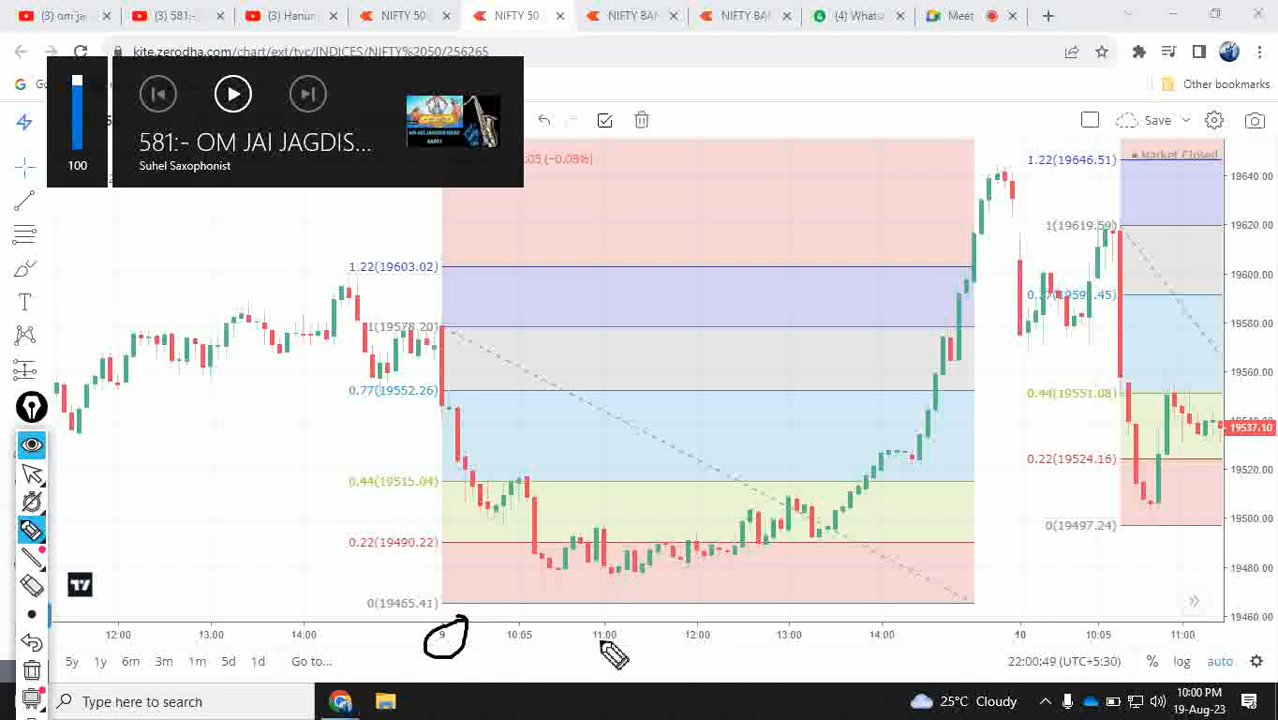 (3) om ja
(3) 581:-
(3) Hanum
NIFTY 50
NIFTY 50
NIFTY BAN
NIFTY BAN
(4) Whats
Meet
kite.zerodha.com/chart/ext/tvc/INDICES/NIFTY%2050/256265
Other bookmarks
581:- OM JAI JAGDIS...
Suhel Saxophonist
100
Save
(−0.03%)
Market Closed
1.22(19646.51)
1(19619.59)
1.22(19603.02)
1(19578.20)
0.77(19552.26)
0.44(19551.08)
0.44(19515.04)
0.22(19524.16)
0.22(19490.22)
0(19497.24)
0(19465.41)
19640.00
19620.00
19600.00
19580.00
19560.00
19537.10
19520.00
19500.00
19480.00
19460.00
12:00 13:00 14:00 9 10:05 11:00 12:00 13:00 14:00 10 10:05 11:00
5y 1y 6m 3m 1m 5d 1d Go to...
22:00:49 (UTC+5:30) % log auto
Type here to search
25°C Cloudy
10:00 PM
19-Aug-23